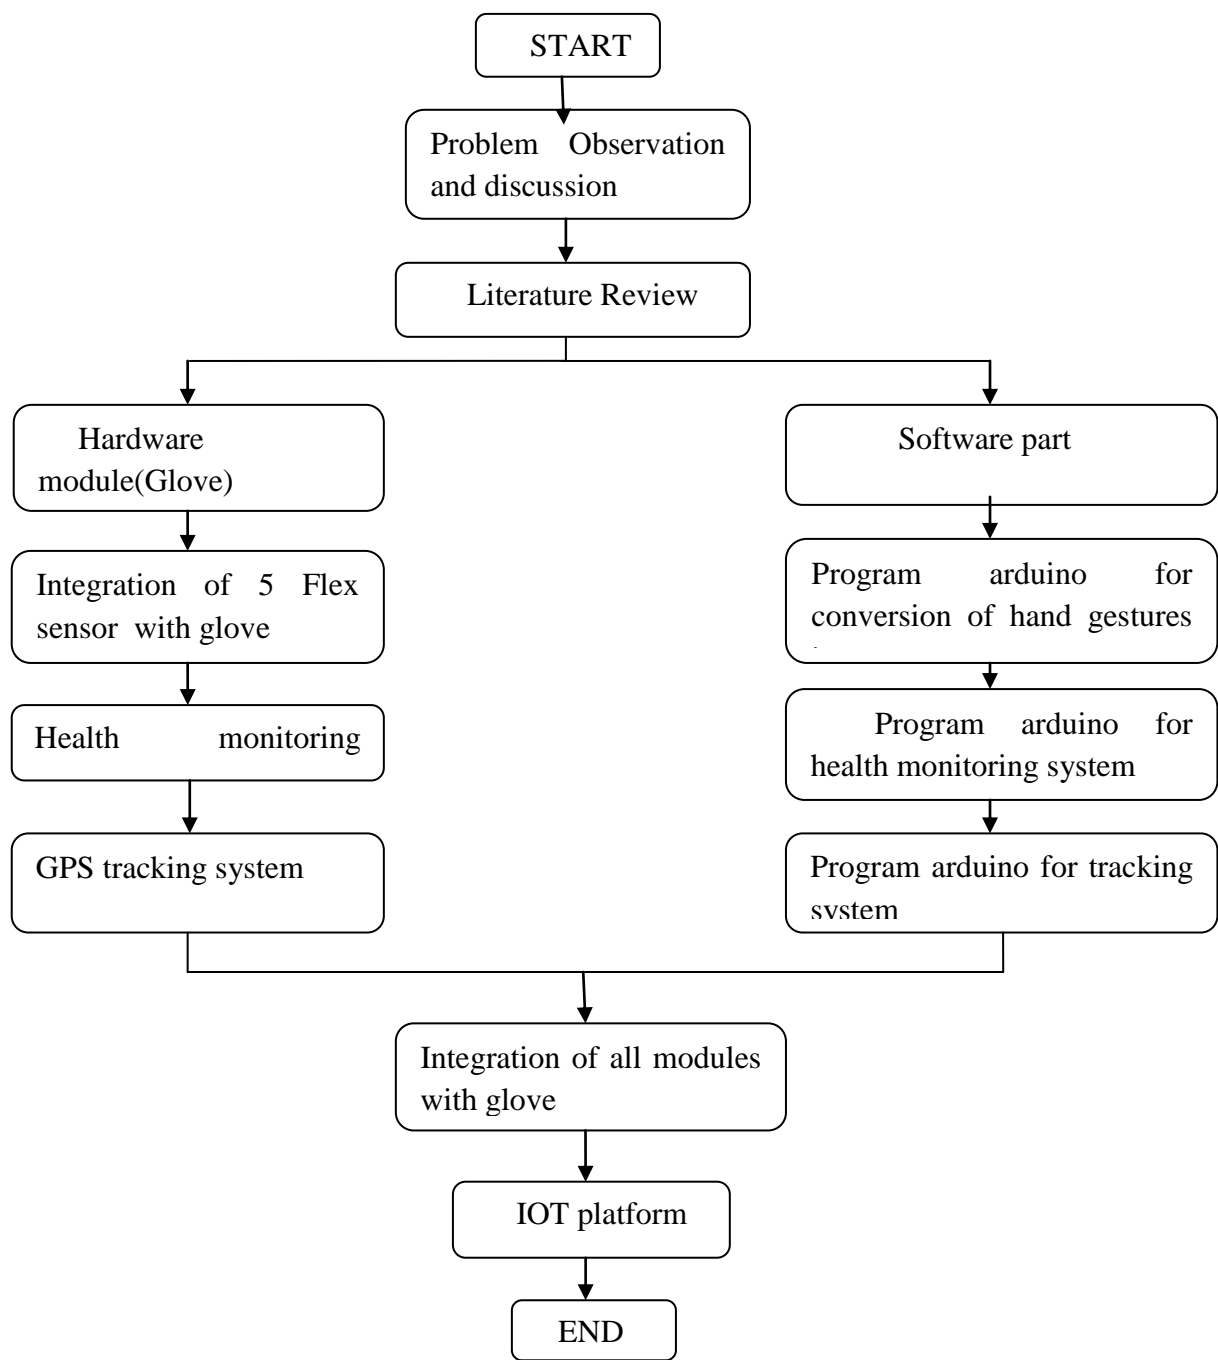 START
Problem Observation
and discussion
Literature Review
Hardware
module(Glove)
Integration of 5 Flex
sensor with glove
Health monitoring
GPS tracking system
Software part
Program arduino for
conversion of hand gestures
Program arduino for
health monitoring system
Program arduino for tracking
system
Integration of all modules
with glove
IOT platform
END